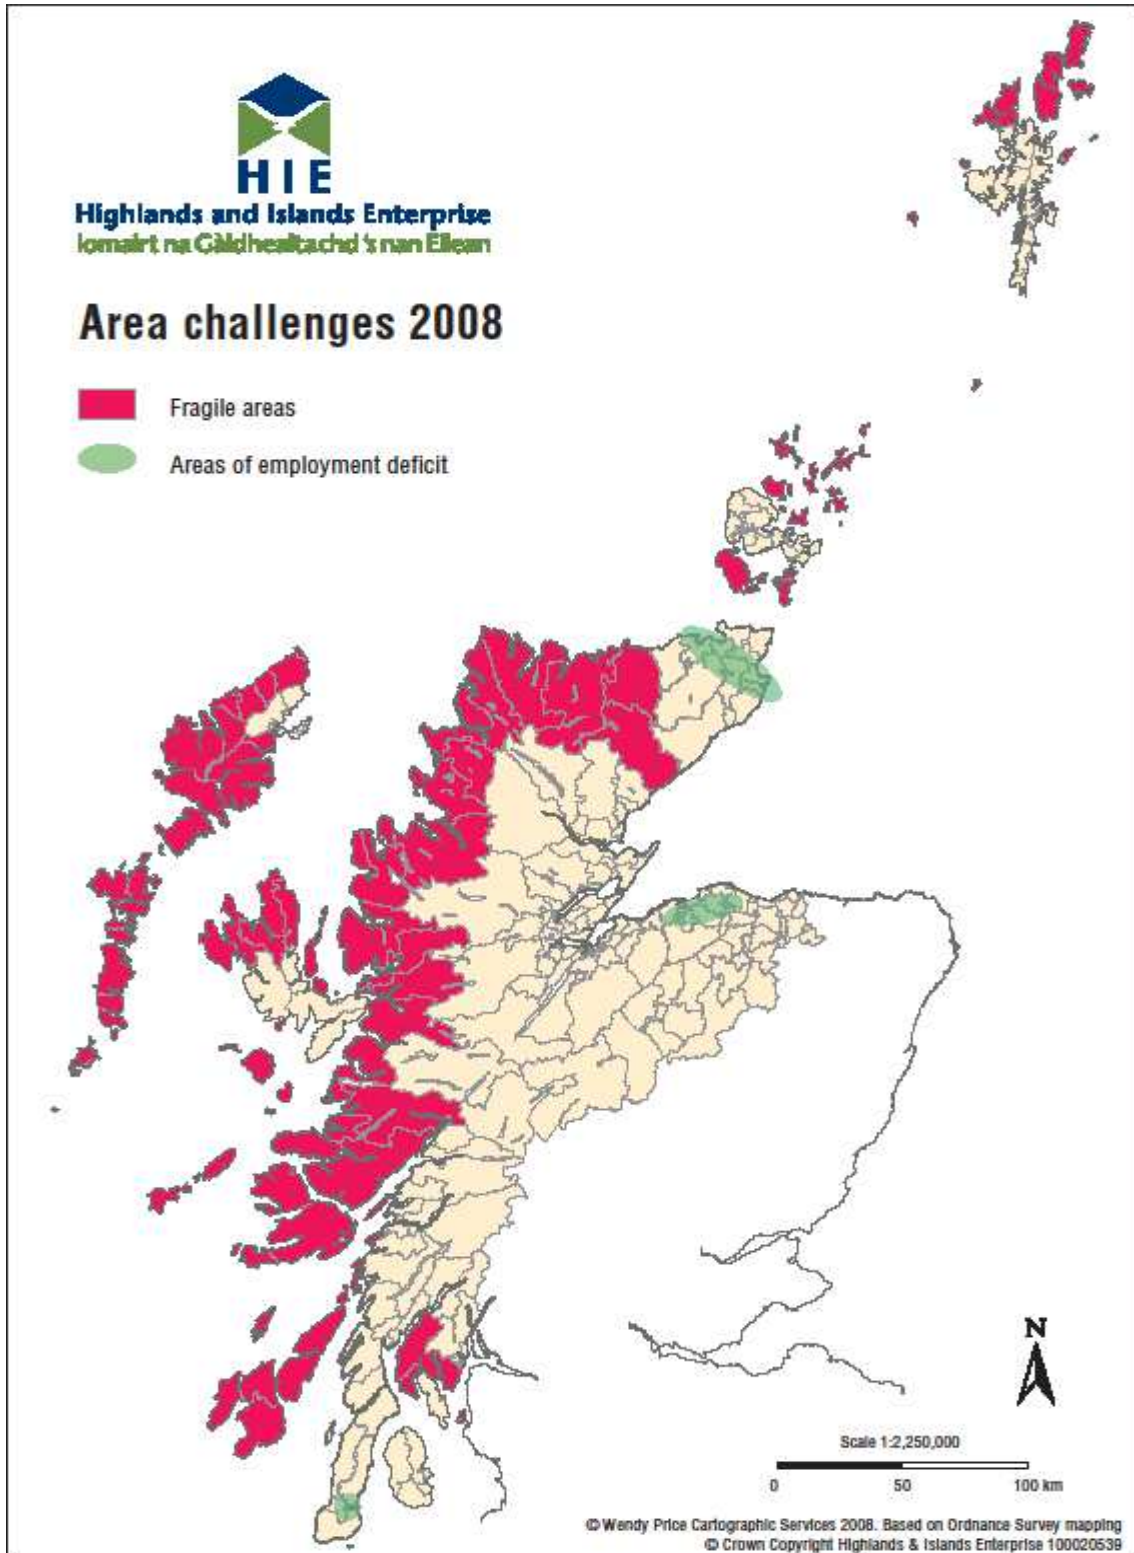 HIE
Highlands and Islands Enterprise
Iomairt na Gàidhealtachd 's nan Eilean
Area challenges 2008
Fragile areas
Areas of employment deficit
N
Scale 1:2,250,000
0 50 100 km
© Wendy Price Cartographic Services 2008. Based on Ordnance Survey mapping
© Crown Copyright Highlands & Islands Enterprise 100020539